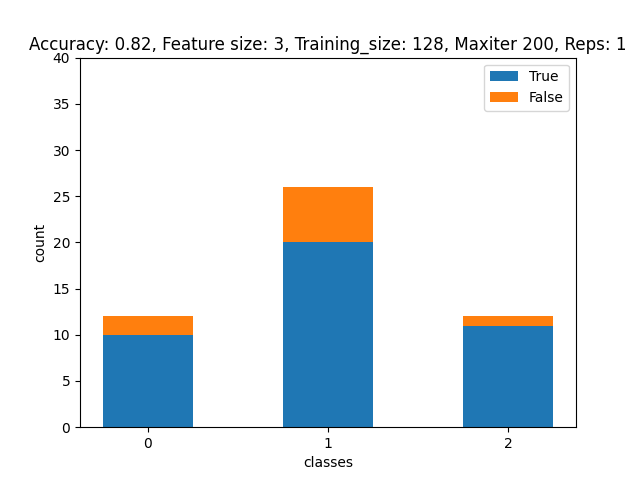 Accuracy: 0.82, Feature size: 3, Training_size: 128, Maxiter 200, Reps: 1
40
35
30
25
20
15
10
5
0
count
True
False
0 1 2
classes